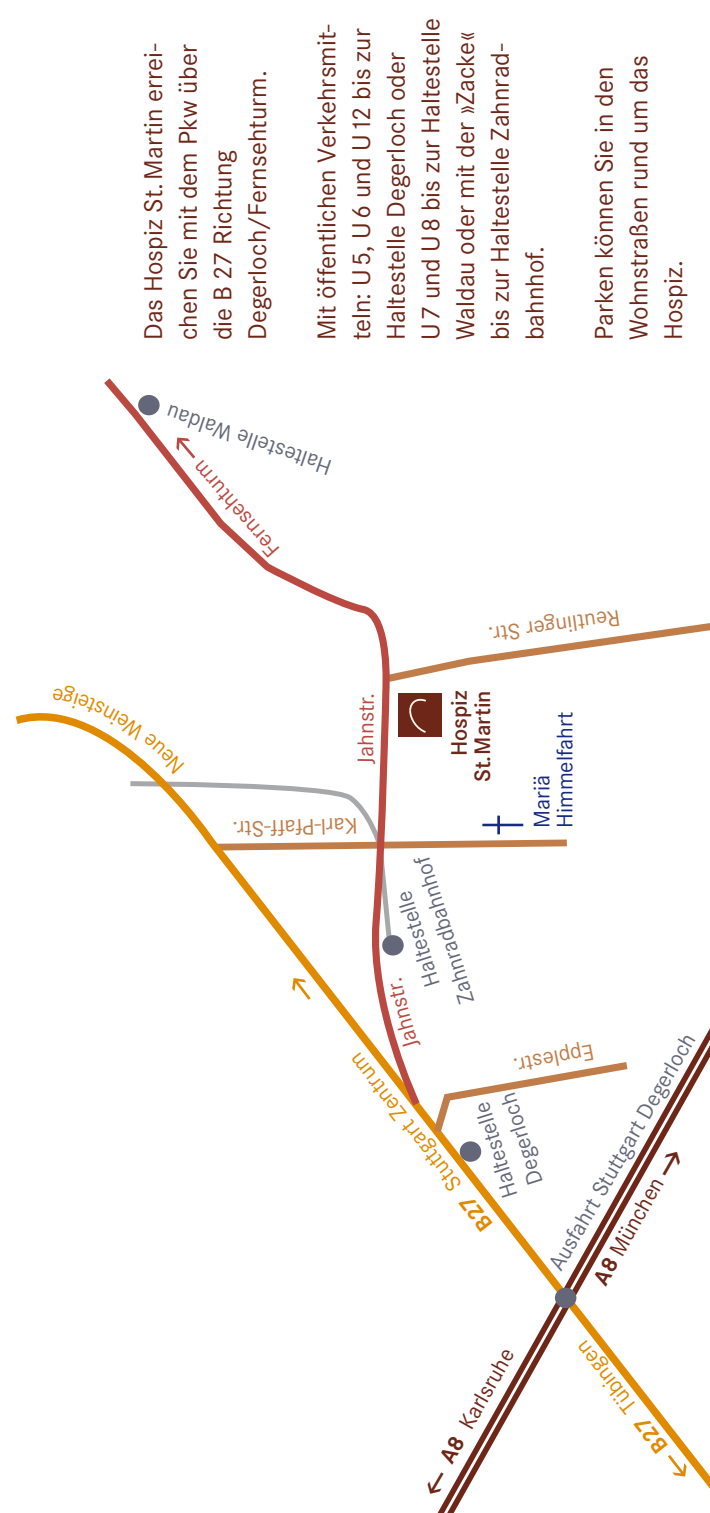 Das Hospiz St. Martin errei-
chen Sie mit dem Pkw über
die B 27 Richtung
Degerloch/Fernsehturm.
Mit öffentlichen Verkehrsmit-
teln: U 5, U 6 und U 12 bis zur
Haltestelle Degerloch oder
U 7 und U 8 bis zur Haltestelle
Waldau oder mit der »Zacke«
bis zur Haltestelle Zahnrad-
bahnhof.
Parken können Sie in den
Wohnstraßen rund um das
Hospiz.
Haltestelle Waldau
Fernsehturm
Reutlinger Str.
Neue Weinsteige
Jahnstr.
Hospiz
St. Martin
Mariä
Himmelfahrt
Karl-Pfaff-Str.
Haltestelle
Zahnradbahnhof
Jahnstr.
Epplestr.
Haltestelle
Degerloch
B27 Stuttgart Zentrum
Ausfahrt Stuttgart Degerloch
A8 München →
← A8 Karlsruhe
← B27 Tübingen